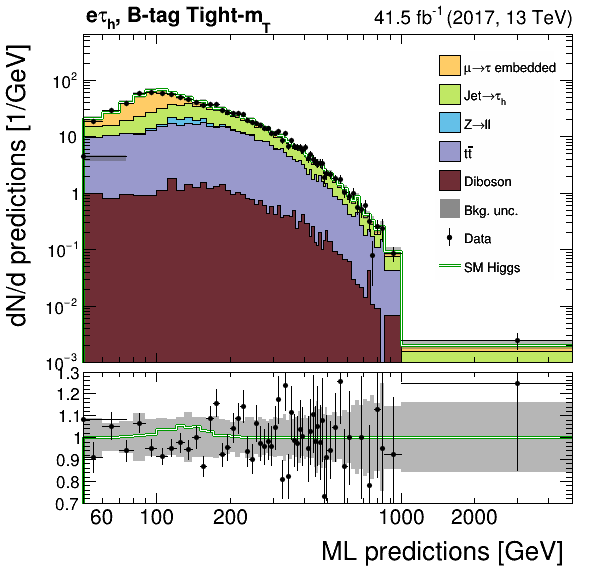 eτh, B-tag Tight-mT 41.5 fb⁻¹ (2017, 13 TeV)
dN/d predictions [1/GeV]
10²
10
1
10⁻¹
10⁻²
10⁻³
μ→τ embedded
Jet→τh
Z→ll
tt̄
Diboson
Bkg. unc.
Data
SM Higgs
1.3
1.2
1.1
1
0.9
0.8
0.7
60 100 200 1000 2000
ML predictions [GeV]